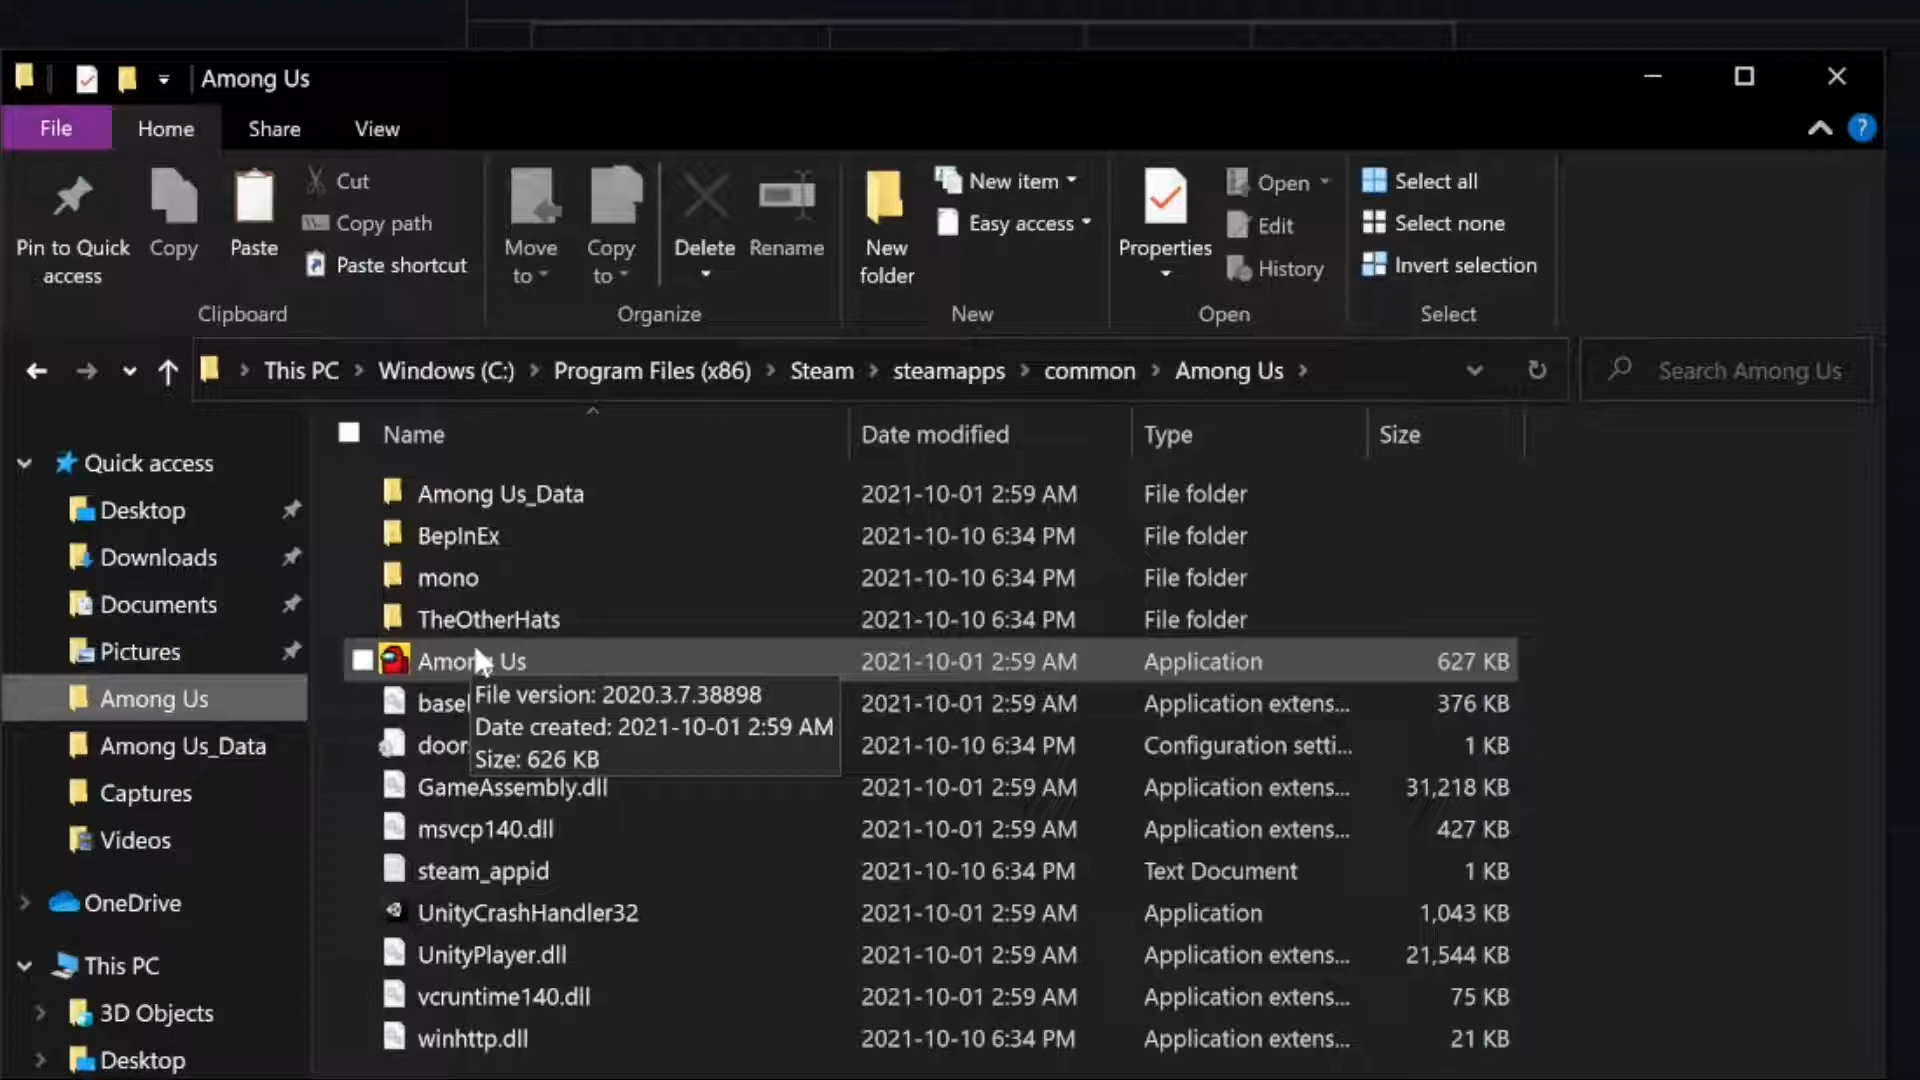 Among Us
File Home Share View
Pin to Quick access
Copy
Paste
Cut
Copy path
Paste shortcut
Clipboard
Move to
Copy to
Delete
Rename
Organize
New folder
New item
Easy access
New
Properties
Open
Edit
History
Open
Select all
Select none
Invert selection
Select
This PC > Windows (C:) > Program Files (x86) > Steam > steamapps > common > Among Us >
Search Among Us
Quick access
Desktop
Downloads
Documents
Pictures
Among Us
Among Us_Data
Captures
Videos
OneDrive
This PC
3D Objects
Desktop
Name Date modified Type Size
Among Us_Data 2021-10-01 2:59 AM File folder
BepInEx 2021-10-10 6:34 PM File folder
mono 2021-10-10 6:34 PM File folder
TheOtherHats 2021-10-10 6:34 PM File folder
Among Us 2021-10-01 2:59 AM Application 627 KB
2021-10-01 2:59 AM Application extens... 376 KB
door 2021-10-10 6:34 PM Configuration setti... 1 KB
GameAssembly.dll 2021-10-01 2:59 AM Application extens... 31,218 KB
msvcp140.dll 2021-10-01 2:59 AM Application extens... 427 KB
steam_appid 2021-10-10 6:34 PM Text Document 1 KB
UnityCrashHandler32 2021-10-01 2:59 AM Application 1,043 KB
UnityPlayer.dll 2021-10-01 2:59 AM Application extens... 21,544 KB
vcruntime140.dll 2021-10-01 2:59 AM Application extens... 75 KB
winhttp.dll 2021-10-10 6:34 PM Application extens... 21 KB
File version: 2020.3.7.38898
Date created: 2021-10-01 2:59 AM
Size: 626 KB